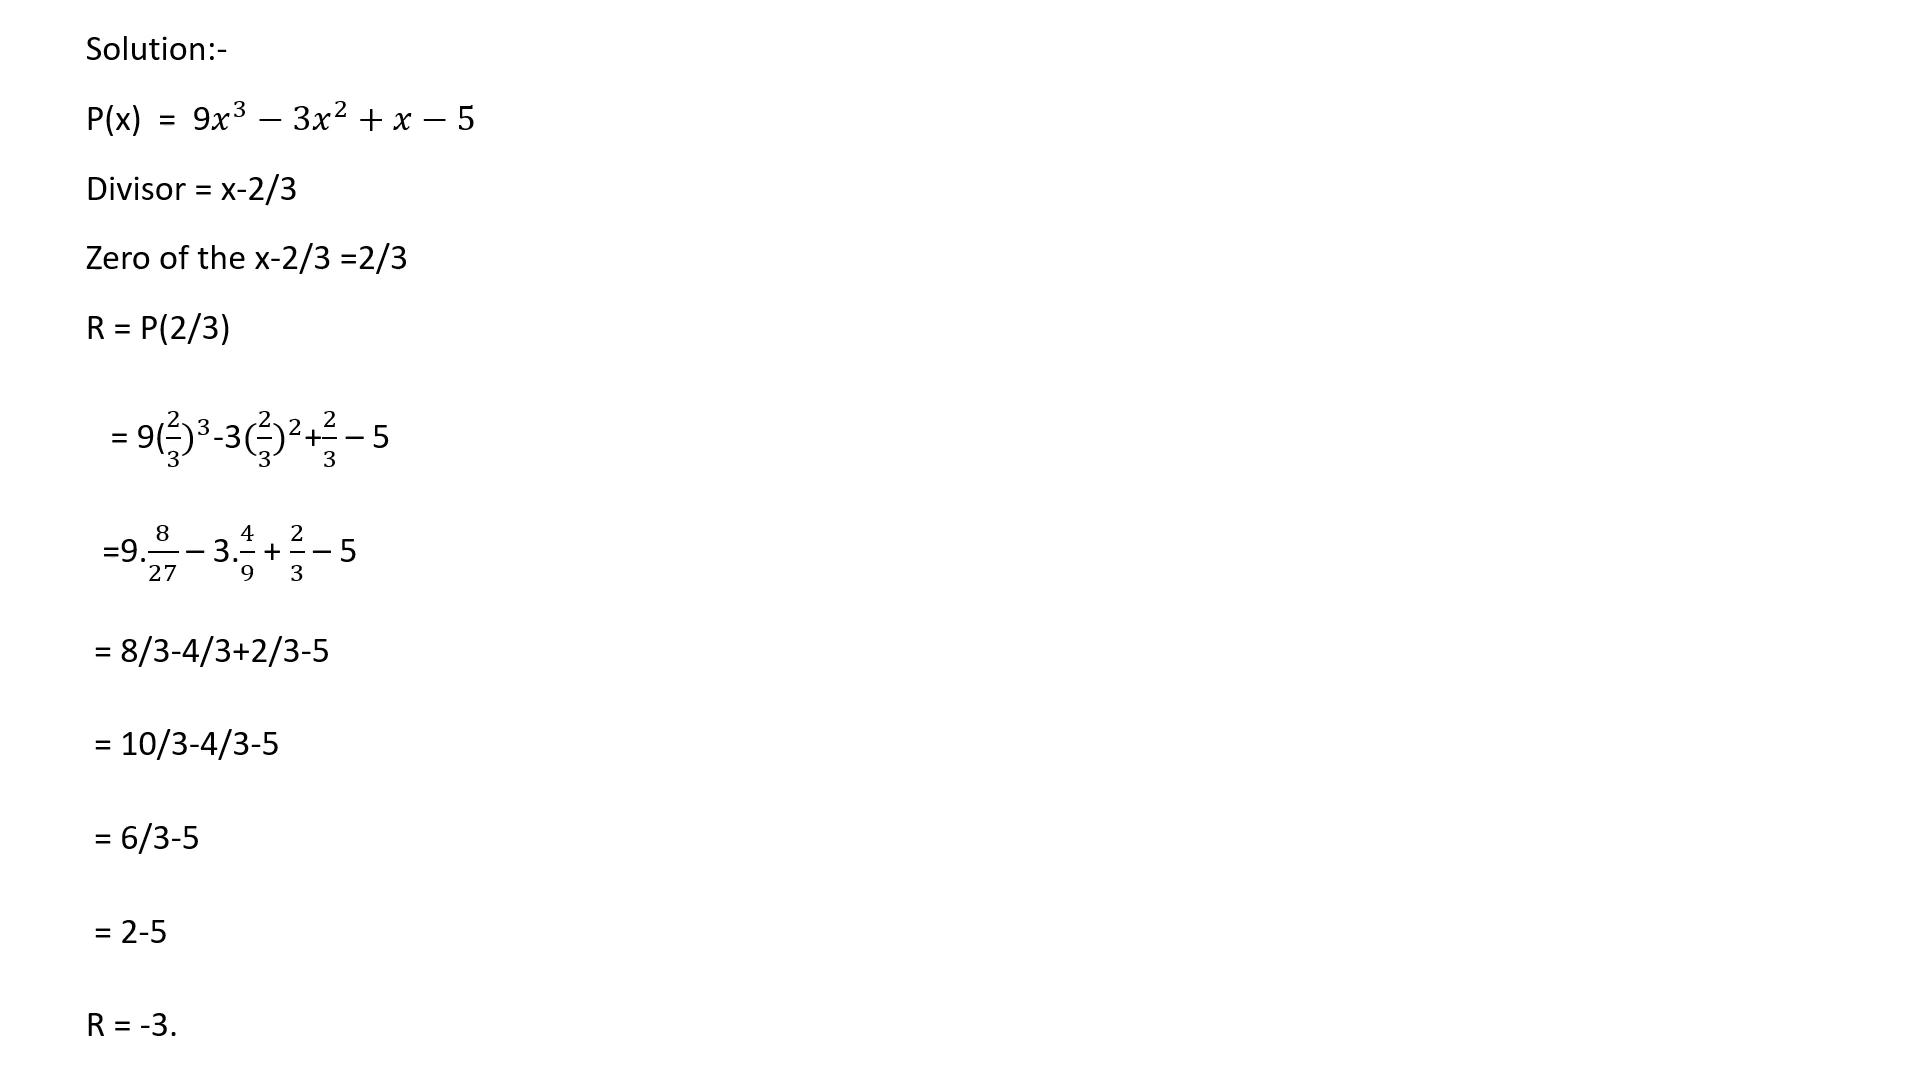 Solution:-
P(x) = 9x³ − 3x² + x − 5
Divisor = x-2/3
Zero of the x-2/3 =2/3
R = P(2/3)
= 9(2/3)³-3(2/3)²+2/3 − 5
=9.8/27 − 3.4/9 + 2/3 − 5
= 8/3-4/3+2/3-5
= 10/3-4/3-5
= 6/3-5
= 2-5
R = -3.